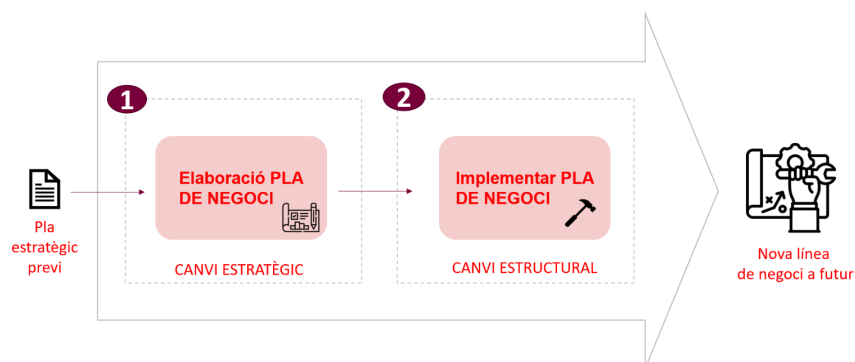 1
2
Elaboració PLA
DE NEGOCI
Implementar PLA
DE NEGOCI
Pla
estratègic
previ
CANVI ESTRATÈGIC
CANVI ESTRUCTURAL
Nova línea
de negoci a futur